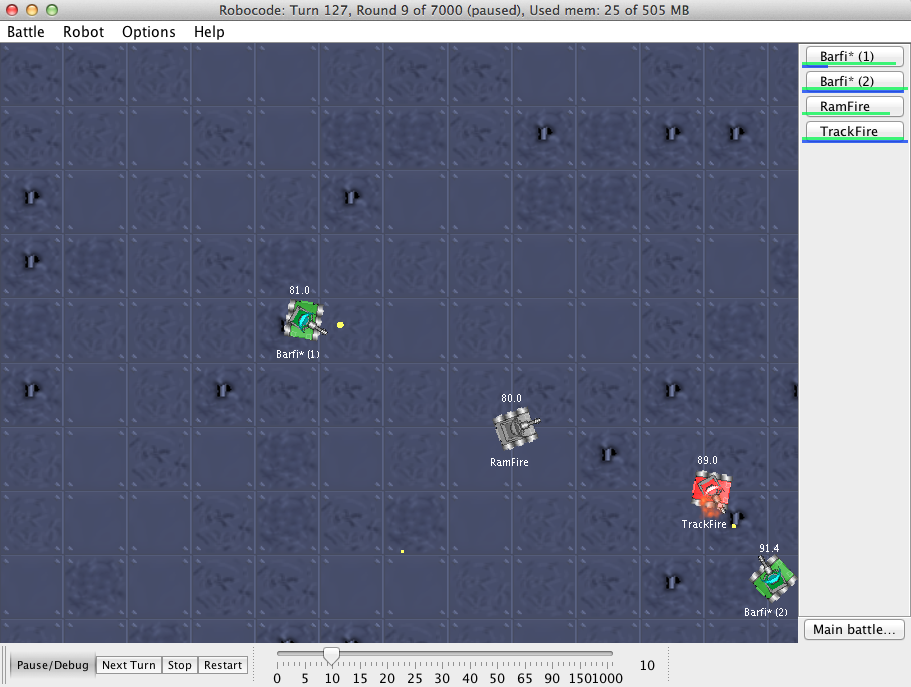 Robocode: Turn 127, Round 9 of 7000 (paused), Used mem: 25 of 505 MB
Battle Robot Options Help
Barfi* (1)
Barfi* (2)
RamFire
TrackFire
81.0
Barfi* (1)
80.0
RamFire
89.0
TrackFire
91.4
Barfi* (2)
Main battle...
Pause/Debug Next Turn Stop Restart
0 5 10 15 20 25 30 40 50 65 90 150 1000
10